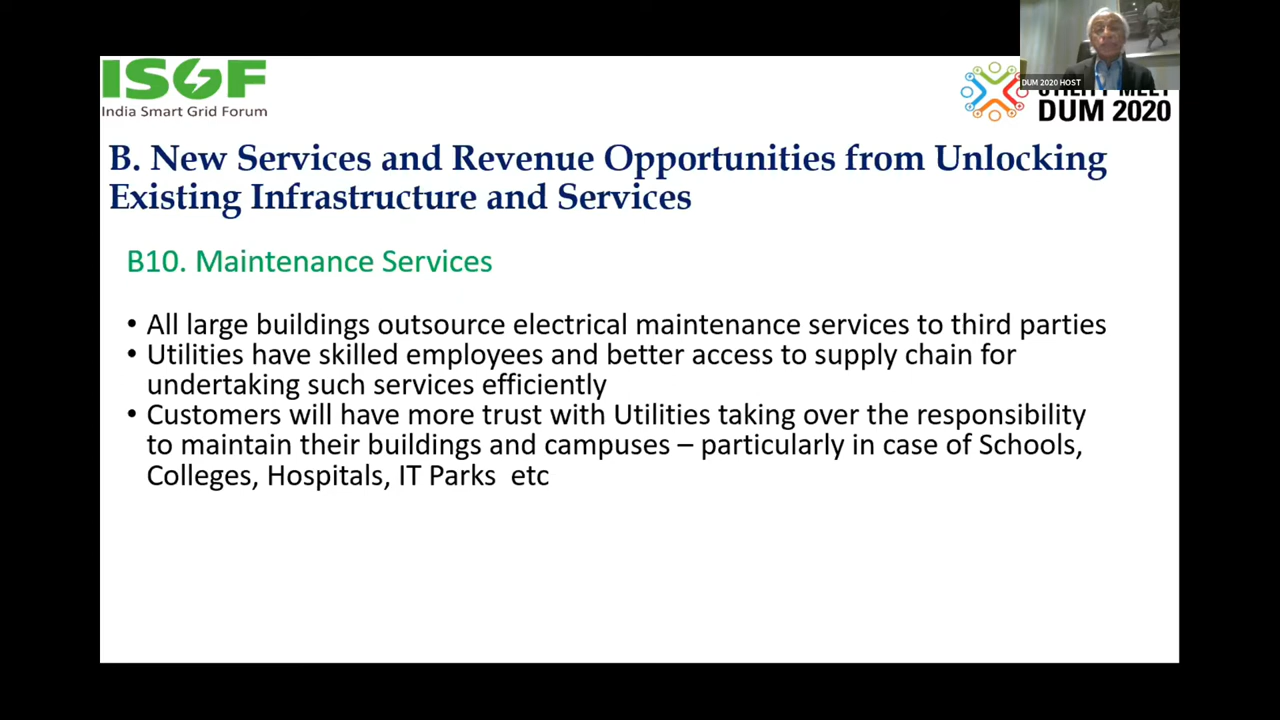 ISGF
India Smart Grid Forum
DUM 2020 HOST
UTILITY MEET
DUM 2020
B. New Services and Revenue Opportunities from Unlocking
Existing Infrastructure and Services
B10. Maintenance Services
• All large buildings outsource electrical maintenance services to third parties
• Utilities have skilled employees and better access to supply chain for
undertaking such services efficiently
• Customers will have more trust with Utilities taking over the responsibility
to maintain their buildings and campuses – particularly in case of Schools,
Colleges, Hospitals, IT Parks etc